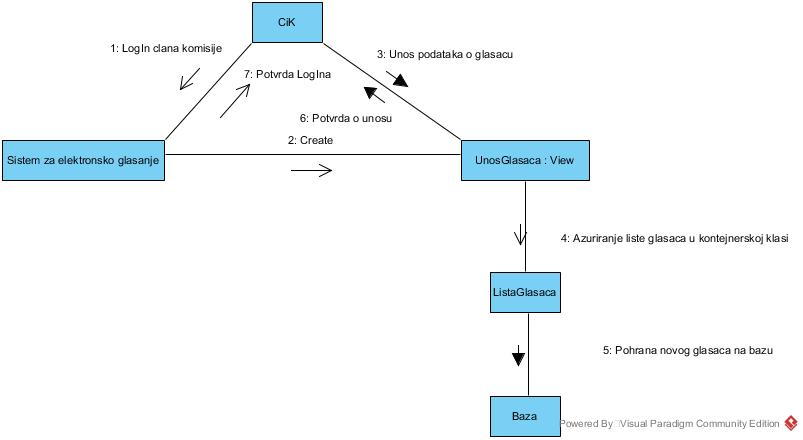 CiK
1: LogIn clana komisije
3: Unos podataka o glasacu
7: Potvrda LogIna
6: Potvrda o unosu
2: Create
Sistem za elektronsko glasanje
UnosGlasaca : View
4: Azuriranje liste glasaca u kontejnerskoj klasi
ListaGlasaca
5: Pohrana novog glasaca na bazu
Baza
Powered By Visual Paradigm Community Edition